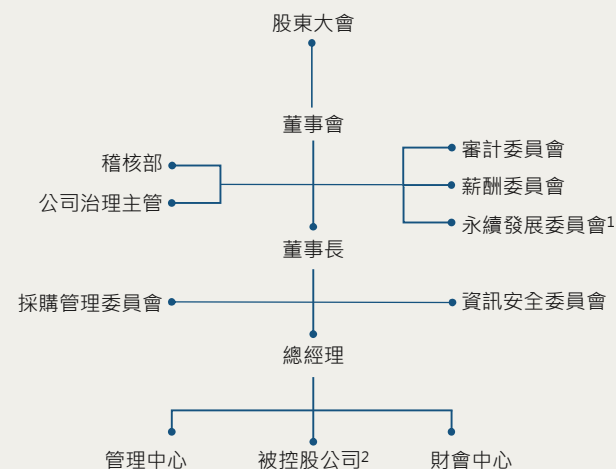 股東大會
董事會
稽核部
審計委員會
薪酬委員會
公司治理主管
永續發展委員會1
董事長
採購管理委員會
資訊安全委員會
總經理
管理中心
被控股公司2
財會中心